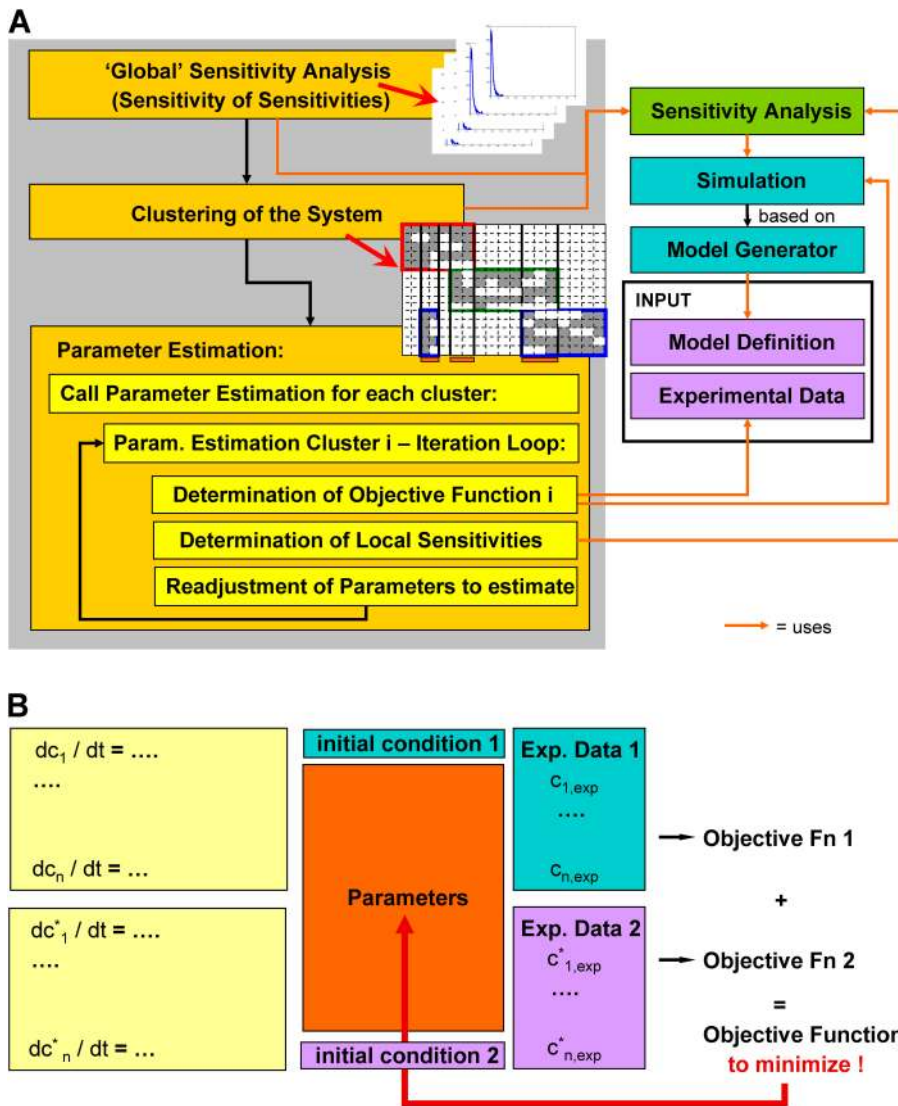 A
‘Global’ Sensitivity Analysis
(Sensitivity of Sensitivities)
Clustering of the System
Parameter Estimation:
Call Parameter Estimation for each cluster:
Param. Estimation Cluster i – Iteration Loop:
Determination of Objective Function i
Determination of Local Sensitivities
Readjustment of Parameters to estimate
Sensitivity Analysis
Simulation
based on
Model Generator
INPUT
Model Definition
Experimental Data
= uses
B
dc₁ / dt = ....
....
dcₙ / dt = ...
dc*₁ / dt = ....
....
dc*ₙ / dt = ...
initial condition 1
Parameters
initial condition 2
Exp. Data 1
c₁,exp
....
cₙ,exp
Exp. Data 2
c*₁,exp
....
c*ₙ,exp
Objective Fn 1
+
Objective Fn 2
=
Objective Function
to minimize !